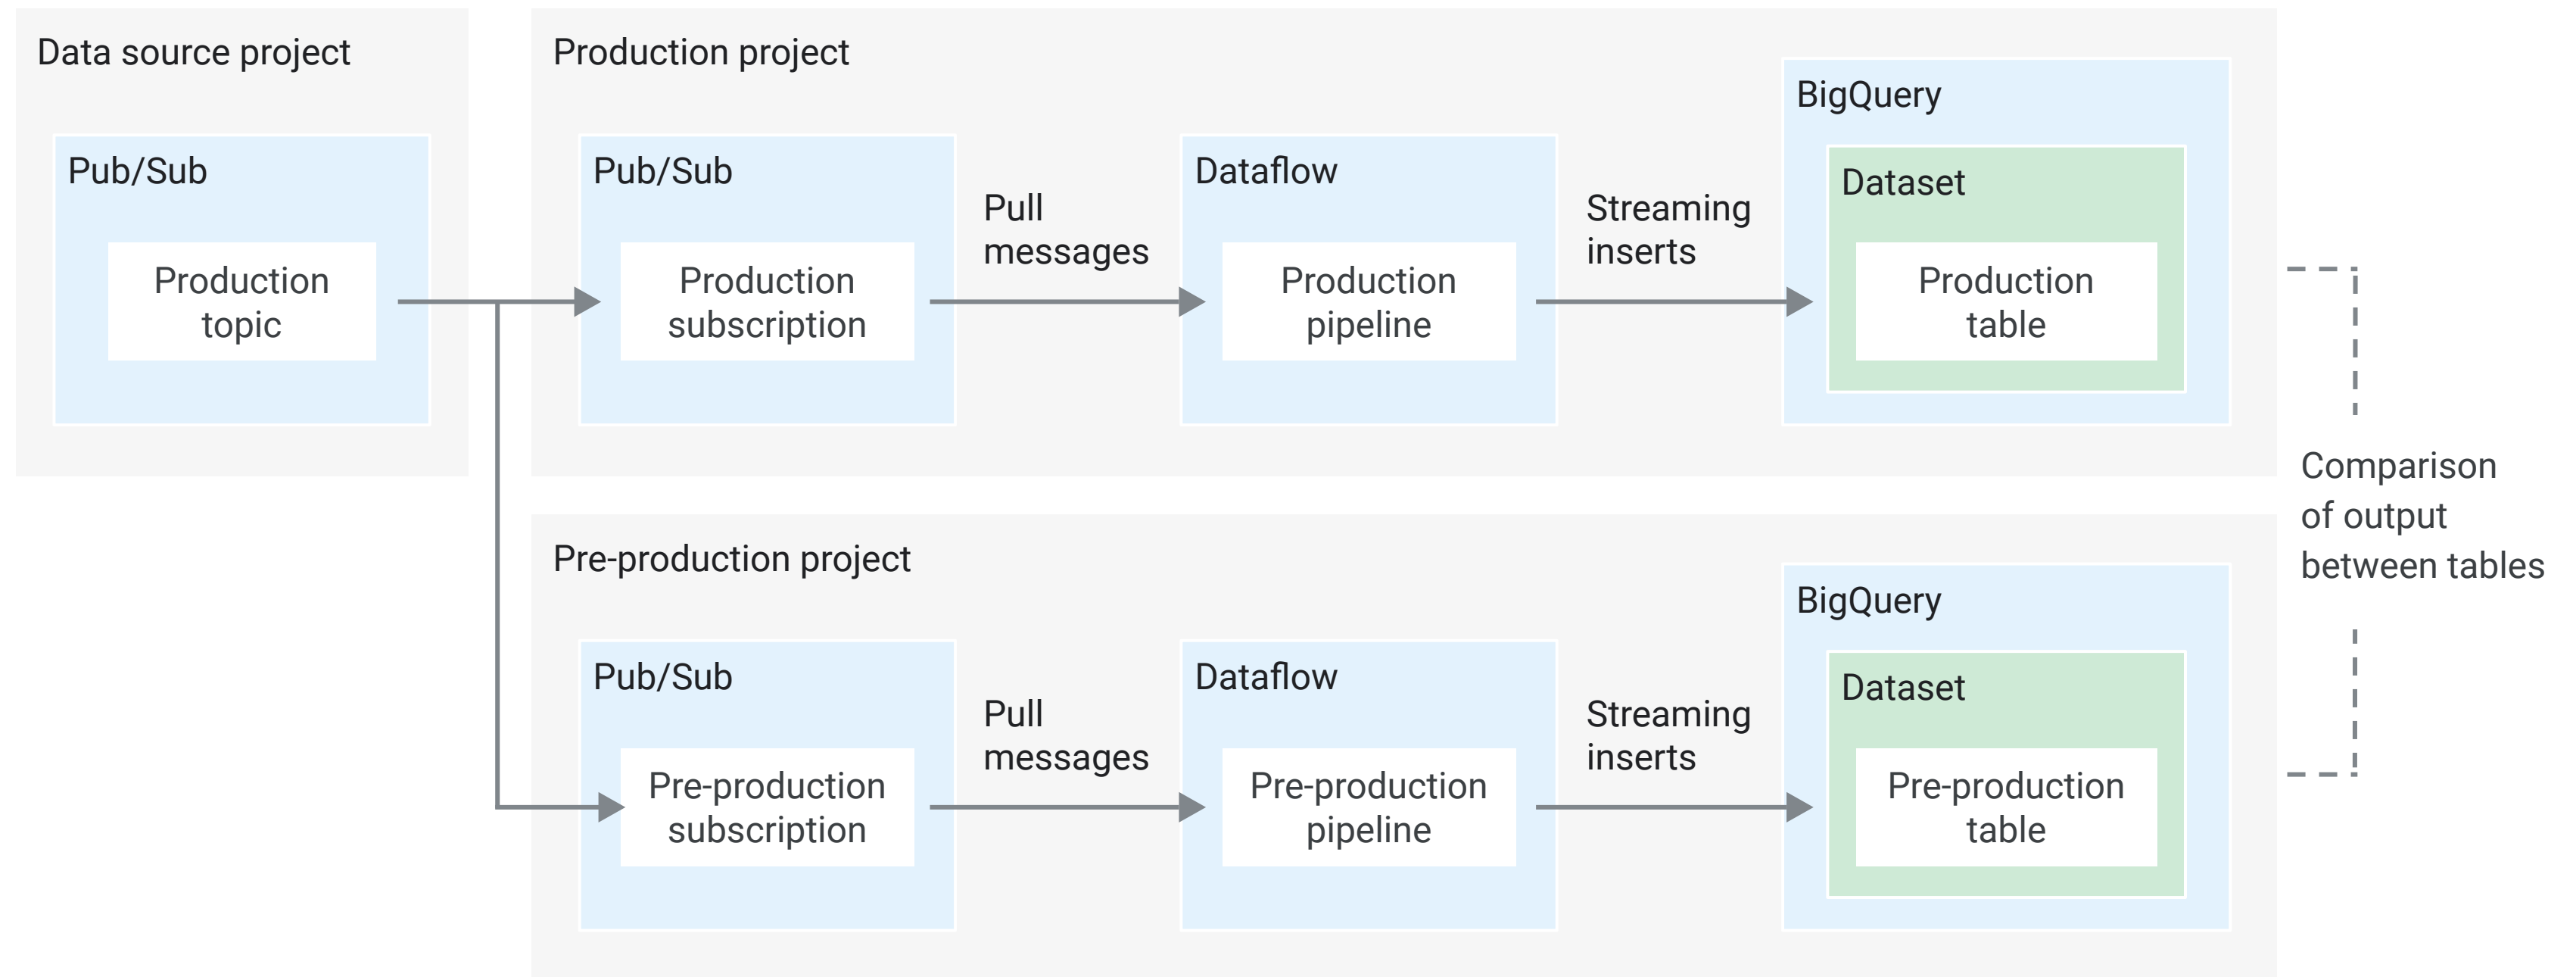 Data source project
Pub/Sub
Production
topic
Production project
Pub/Sub
Production
subscription
Pull
messages
Dataflow
Production
pipeline
Streaming
inserts
BigQuery
Dataset
Production
table
Comparison
of output
between tables
Pre-production project
Pub/Sub
Pre-production
subscription
Pull
messages
Dataflow
Pre-production
pipeline
Streaming
inserts
BigQuery
Dataset
Pre-production
table